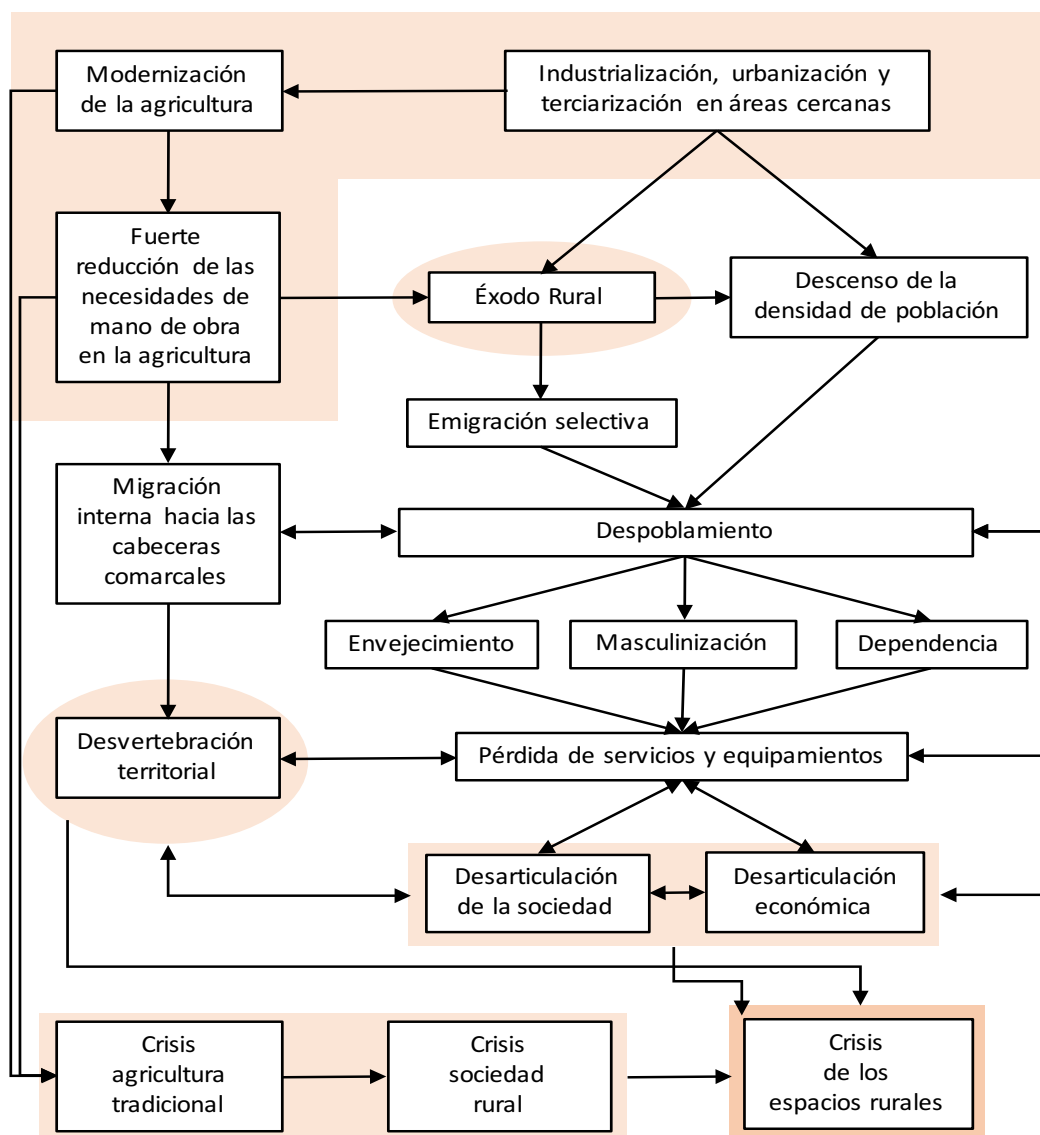 Modernización
de la agricultura
Industrialización, urbanización y
terciarización en áreas cercanas
Fuerte
reducción de las
necesidades de
mano de obra
en la agricultura
Éxodo Rural
Descenso de la
densidad de población
Emigración selectiva
Migración
interna hacia las
cabeceras
comarcales
Despoblamiento
Envejecimiento
Masculinización
Dependencia
Desvertebración
territorial
Pérdida de servicios y equipamientos
Desarticulación
de la sociedad
Desarticulación
económica
Crisis
agricultura
tradicional
Crisis
sociedad
rural
Crisis
de los
espacios rurales